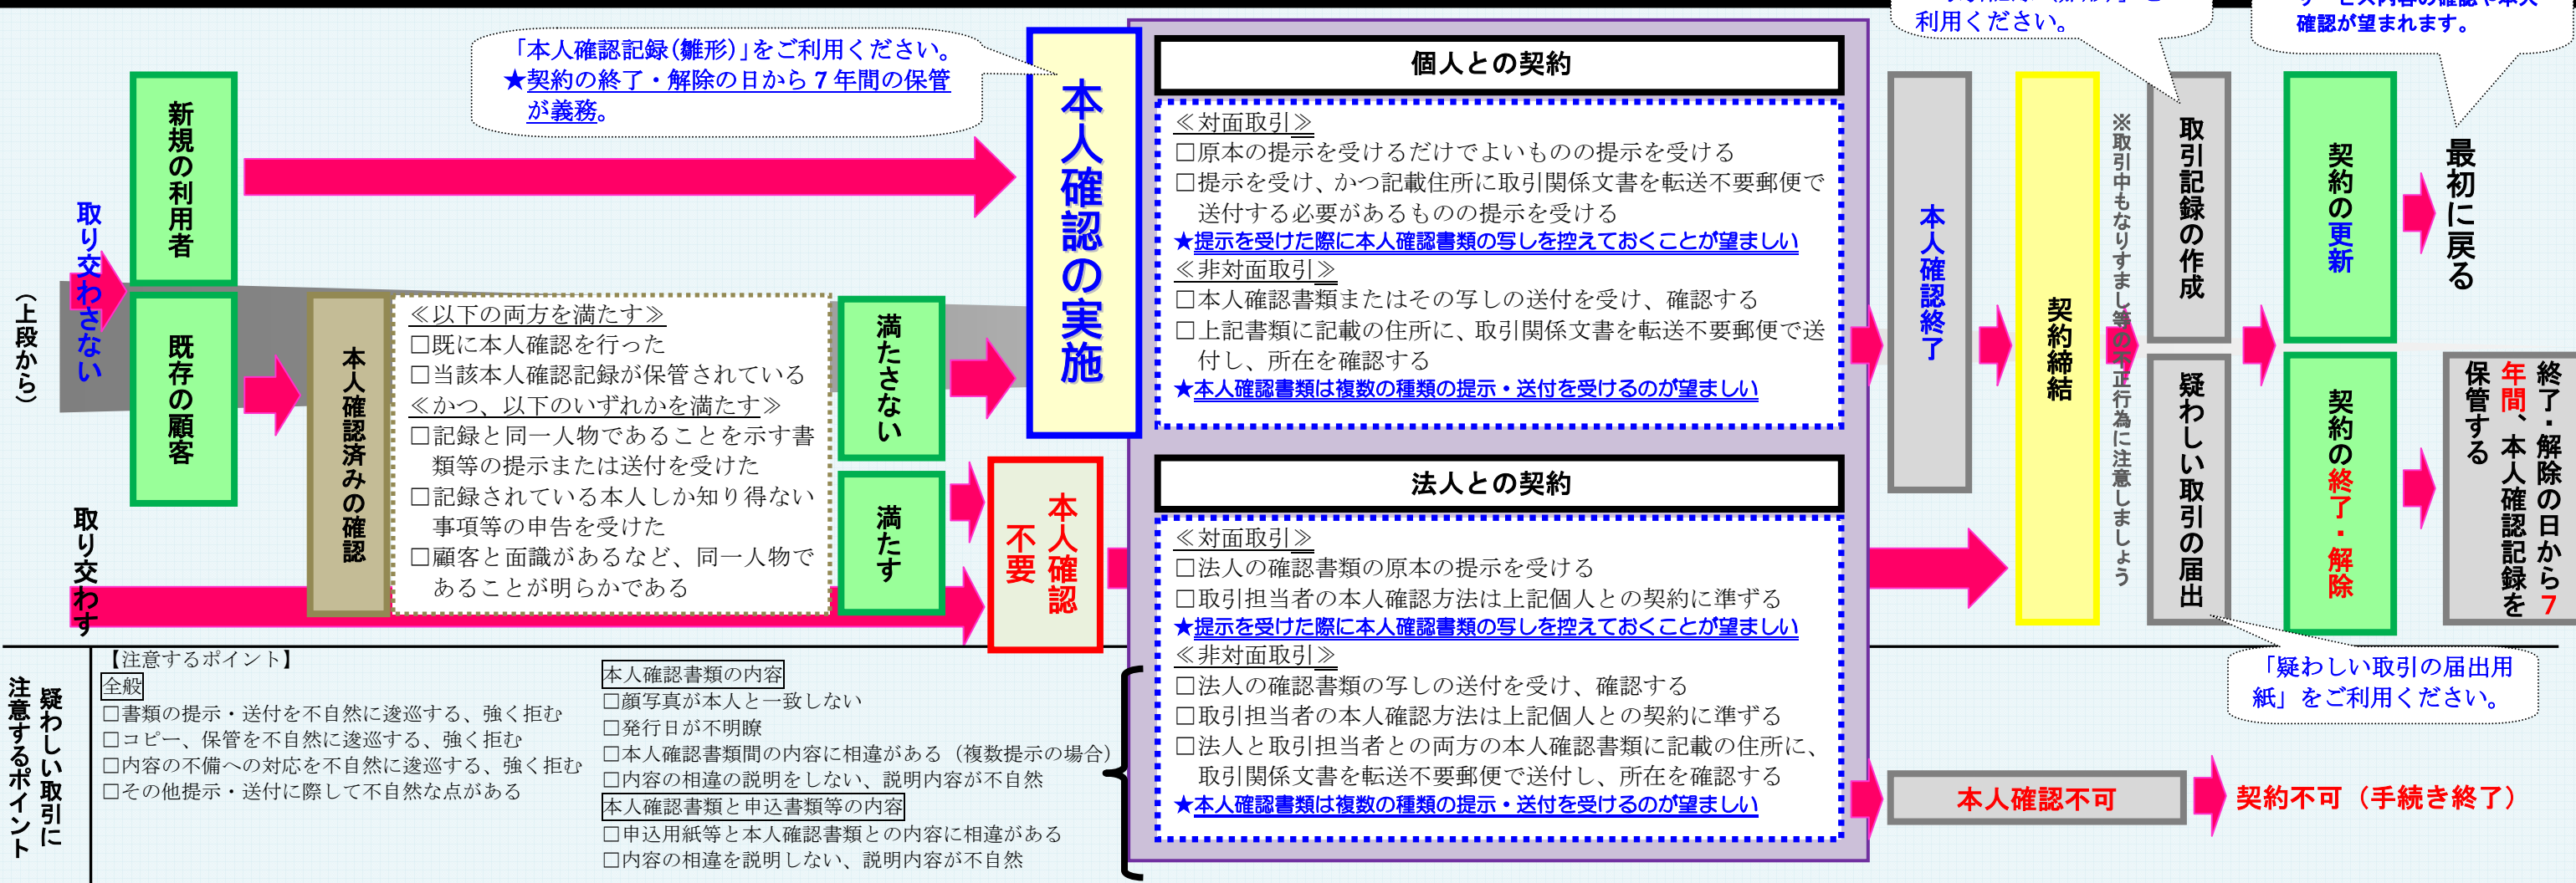 利用ください。
サービス内容の確認や本人
確認が望まれます。
「本人確認記録(雛形)」をご利用ください。
★契約の終了・解除の日から７年間の保管
が義務。
（上段から）
取り交わさない
取り交わす
新規の利用者
既存の顧客
本人確認済みの確認
≪以下の両方を満たす≫
□既に本人確認を行った
□当該本人確認記録が保管されている
≪かつ、以下のいずれかを満たす≫
□記録と同一人物であることを示す書
類等の提示または送付を受けた
□記録されている本人しか知り得ない
事項等の申告を受けた
□顧客と面識があるなど、同一人物で
あることが明らかである
満たさない
満たす
本人確認の実施
本人確認
不要
個人との契約
≪対面取引≫
□原本の提示を受けるだけでよいものの提示を受ける
□提示を受け、かつ記載住所に取引関係文書を転送不要郵便で
送付する必要があるものの提示を受ける
★提示を受けた際に本人確認書類の写しを控えておくことが望ましい
≪非対面取引≫
□本人確認書類またはその写しの送付を受け、確認する
□上記書類に記載の住所に、取引関係文書を転送不要郵便で送
付し、所在を確認する
★本人確認書類は複数の種類の提示・送付を受けるのが望ましい
法人との契約
≪対面取引≫
□法人の確認書類の原本の提示を受ける
□取引担当者の本人確認方法は上記個人との契約に準ずる
★提示を受けた際に本人確認書類の写しを控えておくことが望ましい
≪非対面取引≫
□法人の確認書類の写しの送付を受け、確認する
□取引担当者の本人確認方法は上記個人との契約に準ずる
□法人と取引担当者との両方の本人確認書類に記載の住所に、
取引関係文書を転送不要郵便で送付し、所在を確認する
★本人確認書類は複数の種類の提示・送付を受けるのが望ましい
本人確認終了
契約締結
※取引中もなりすまし等の不正行為に注意しましょう
取引記録の作成
疑わしい取引の届出
契約の更新
契約の終了・解除
最初に戻る
終了・解除の日から７
年間、本人確認記録を
保管する
「疑わしい取引の届出用
紙」をご利用ください。
本人確認不可
契約不可（手続き終了）
疑わしい取引に
注意するポイント
【注意するポイント】
全般
□書類の提示・送付を不自然に逡巡する、強く拒む
□コピー、保管を不自然に逡巡する、強く拒む
□内容の不備への対応を不自然に逡巡する、強く拒む
□その他提示・送付に際して不自然な点がある
本人確認書類の内容
□顔写真が本人と一致しない
□発行日が不明瞭
□本人確認書類間の内容に相違がある（複数提示の場合）
□内容の相違の説明をしない、説明内容が不自然
本人確認書類と申込書類等の内容
□申込用紙等と本人確認書類との内容に相違がある
□内容の相違を説明しない、説明内容が不自然